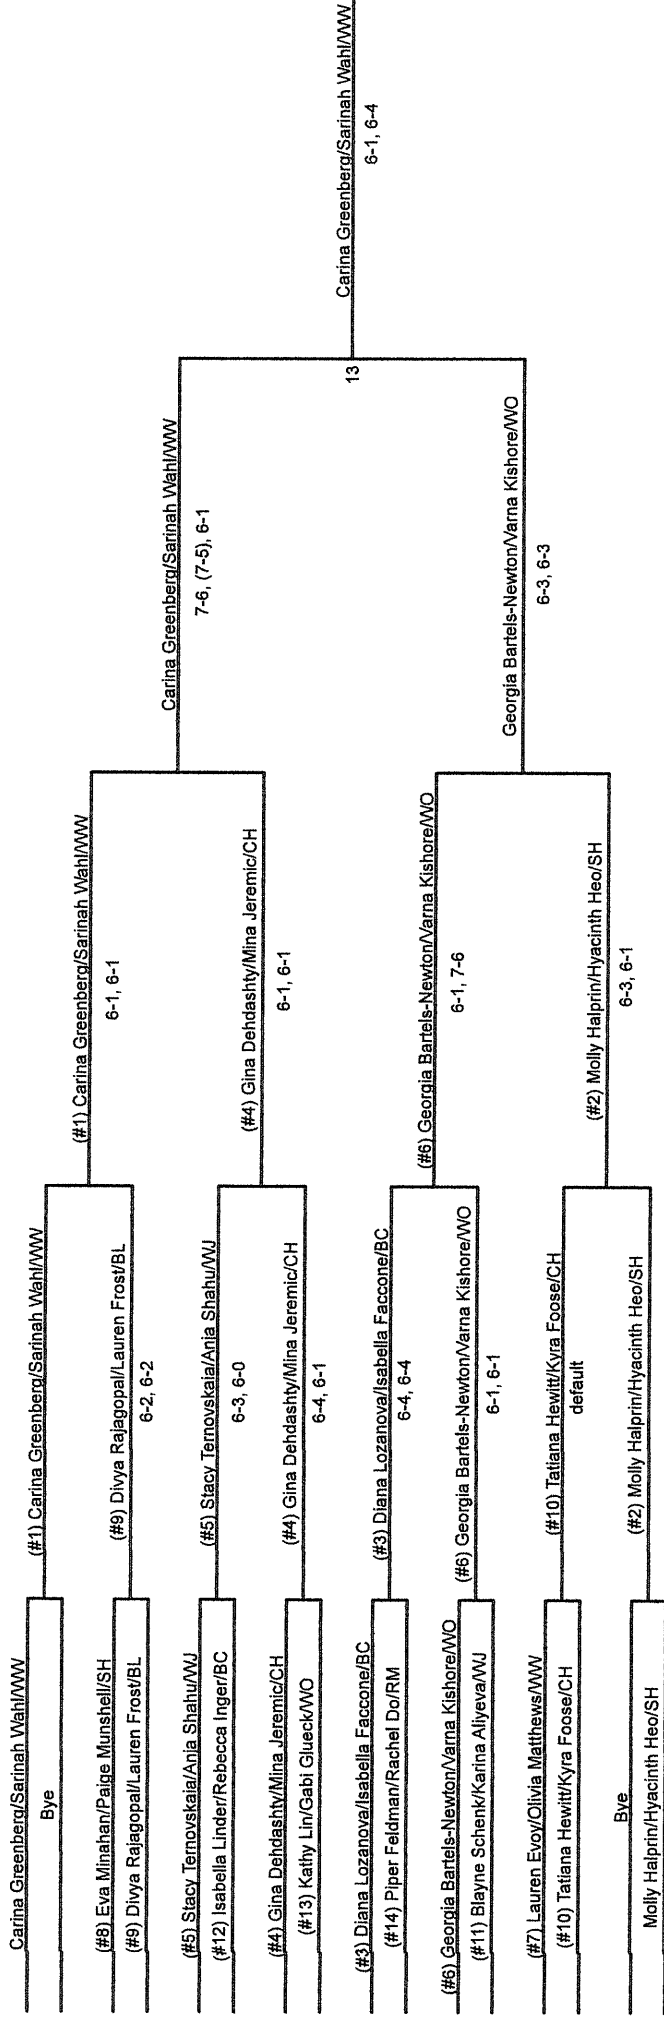 Carina Greenberg/Sarinah Wahl/WW
Bye
(#8) Eva Minahan/Paige Munshell/SH
(#9) Divya Rajagopal/Lauren Frost/BL
(#5) Stacy Ternovskaia/Anja Shahu/WJ
(#12) Isabella Linder/Rebecca Inger/BC
(#4) Gina Dehdashty/Mina Jeremic/CH
(#13) Kathy Lin/Gabi Glueck/WO
(#3) Diana Lozanova/Isabella Faccone/BC
(#14) Piper Feldman/Rachel Do/RM
(#6) Georgia Bartels-Newton/Varna Kishore/WO
(#11) Blayne Schenk/Karina Aliyeva/WJ
(#7) Lauren Evoy/Olivia Matthews/WW
(#10) Tatiana Hewitt/Kyra Foose/CH
Bye
Molly Halprin/Hyacinth Heo/SH
(#1) Carina Greenberg/Sarinah Wahl/WW
(#9) Divya Rajagopal/Lauren Frost/BL
6-2, 6-2
(#5) Stacy Ternovskaia/Anja Shahu/WJ
6-3, 6-0
(#4) Gina Dehdashty/Mina Jeremic/CH
6-4, 6-1
(#3) Diana Lozanova/Isabella Faccone/BC
6-4, 6-4
(#6) Georgia Bartels-Newton/Varna Kishore/WO
6-1, 6-1
(#10) Tatiana Hewitt/Kyra Foose/CH
default
(#2) Molly Halprin/Hyacinth Heo/SH
(#1) Carina Greenberg/Sarinah Wahl/WW
6-1, 6-1
(#4) Gina Dehdashty/Mina Jeremic/CH
6-1, 6-1
(#6) Georgia Bartels-Newton/Varna Kishore/WO
6-1, 7-6
(#2) Molly Halprin/Hyacinth Heo/SH
6-3, 6-1
Carina Greenberg/Sarinah Wahl/WW
7-6, (7-5), 6-1
Georgia Bartels-Newton/Varna Kishore/WO
6-3, 6-3
13
Carina Greenberg/Sarinah Wahl/WW
6-1, 6-4